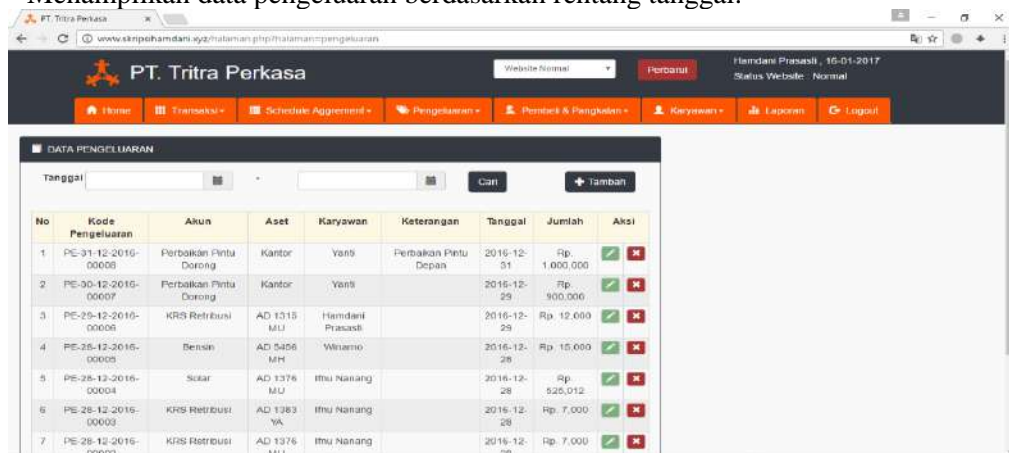 Menampilkan data pengeluaran berdasarkan rentang tanggal.
PT. Tritra Perkasa
www.skripohamdani.xyz/halaman.php?halaman=pengeluaran
PT. Tritra Perkasa
Website Normal
Perbarui
Hamdani Prasasti , 16-01-2017
Status Website Normal
Home Transaksi Schedule Aggrement Pengeluaran Pembeli & Pangkalan Karyawan Laporan Logout
DATA PENGELUARAN
Tanggal - Cari Tambah
No Kode Pengeluaran Akun Aset Karyawan Keterangan Tanggal Jumlah Aksi
1 PE-31-12-2016-00008 Perbaikan Pintu Dorong Kantor Yanti Perbaikan Pintu Depan 2016-12-31 Rp. 1.000,000
2 PE-30-12-2016-00007 Perbaikan Pintu Dorong Kantor Yanti 2016-12-29 Rp. 900,000
3 PE-29-12-2016-00006 KRS Retribusi AD 1315 MU Hamdani Prasasti 2016-12-29 Rp. 12,000
4 PE-28-12-2016-00005 Bensin AD 5456 MH Winarno 2016-12-28 Rp. 15,000
5 PE-28-12-2016-00004 Solar AD 1376 MU Ifnu Nanang 2016-12-28 Rp. 525,012
6 PE-28-12-2016-00003 KRS Retribusi AD 1383 YA Ifnu Nanang 2016-12-28 Rp. 7,000
7 PE-28-12-2016- KRS Retribusi AD 1376 Ifnu Nanang 2016-12- Rp. 7,000